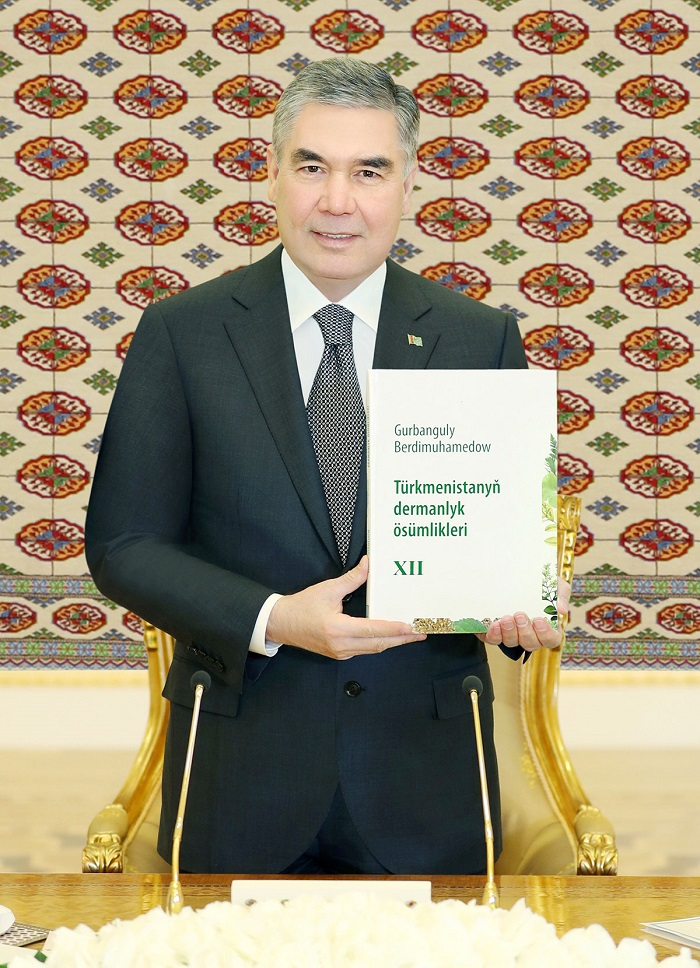 Gurbanguly
Berdimuhamedow
Türkmenistanyň
dermanlyk
ösümlikleri
XII